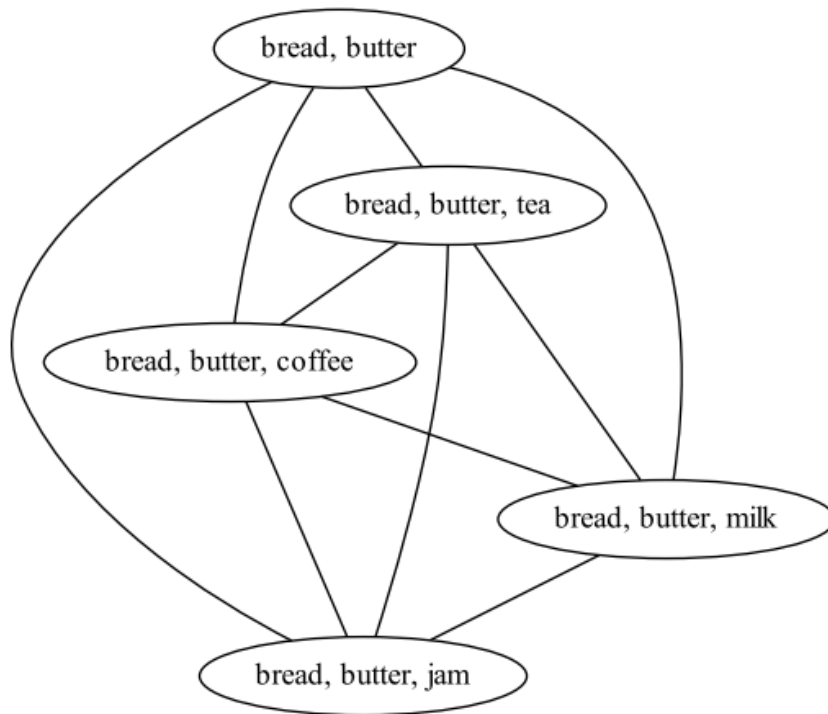 bread, butter
bread, butter, tea
bread, butter, coffee
bread, butter, milk
bread, butter, jam